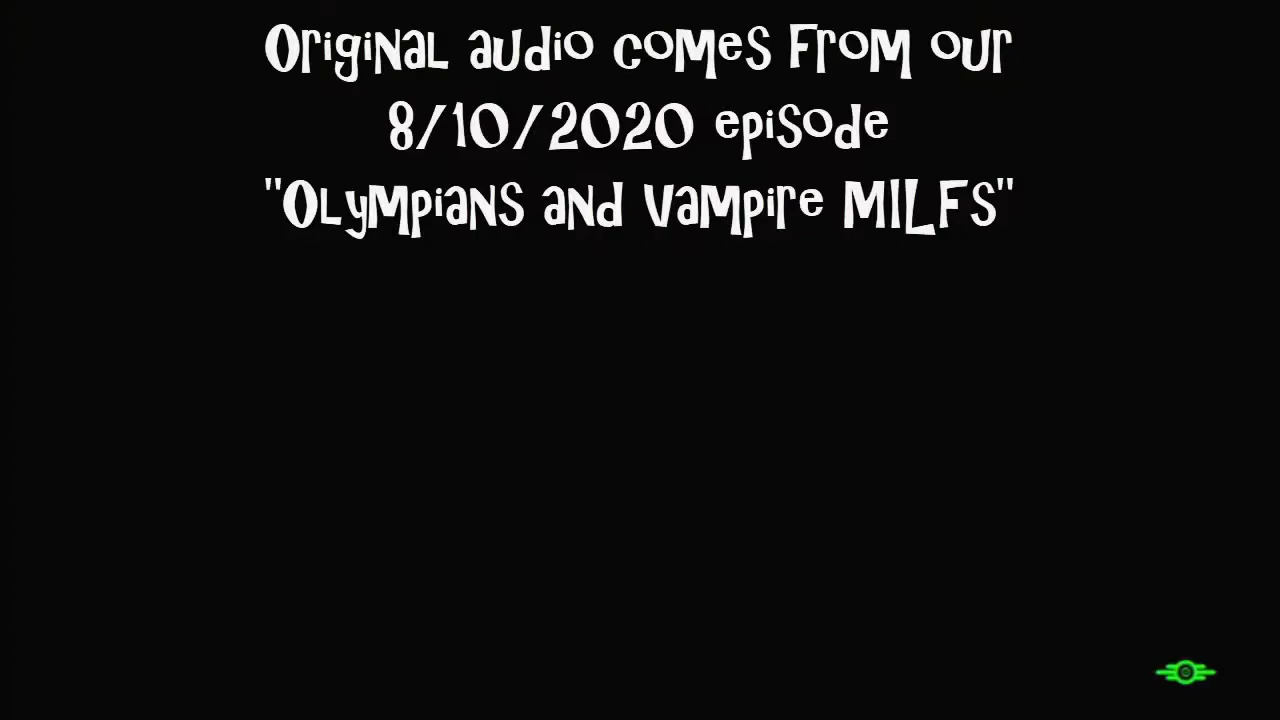 Original audio comes from our
8/10/2020 episode
"Olympians and Vampire MILFS"